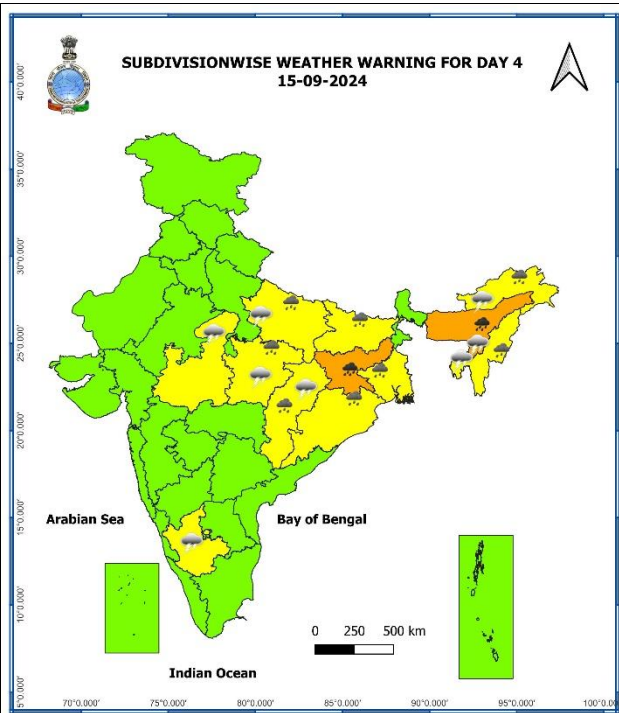 SUBDIVISIONWISE WEATHER WARNING FOR DAY 4
15-09-2024
40°0.000'
35°0.000'
30°0.000'
25°0.000'
20°0.000'
15°0.000'
10°0.000'
5°0.000'
Arabian Sea
Bay of Bengal
0 250 500 km
Indian Ocean
70°0.000' 75°0.000' 80°0.000' 85°0.000' 90°0.000' 95°0.000' 100°0.0